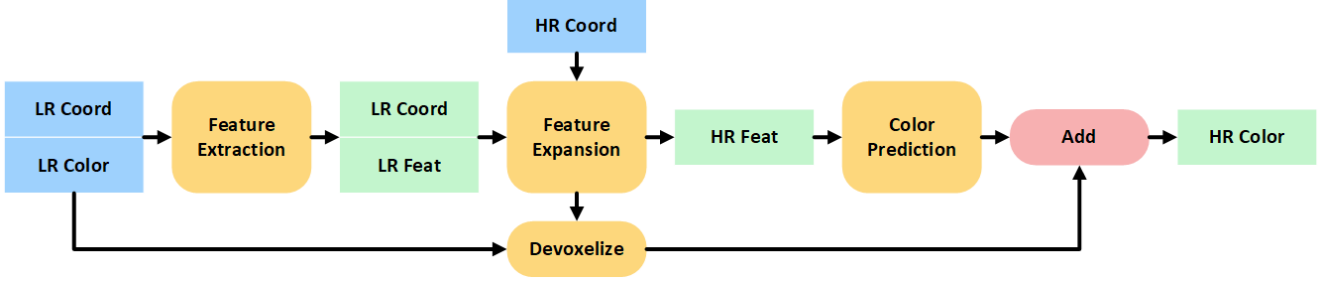 HR Coord
LR Coord
LR Color
Feature
Extraction
LR Coord
LR Feat
Feature
Expansion
HR Feat
Color
Prediction
Add
HR Color
Devoxelize